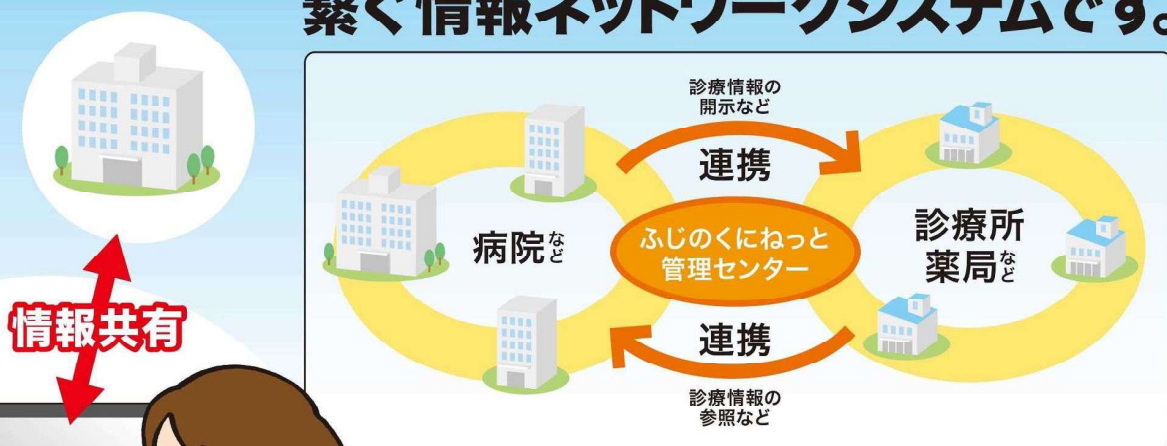 繋ぐ情報ネットワークシステムです。
診療情報の
開示など
連携
病院など
ふじのくにねっと
管理センター
診療所
薬局など
情報共有
連携
診療情報の
参照など